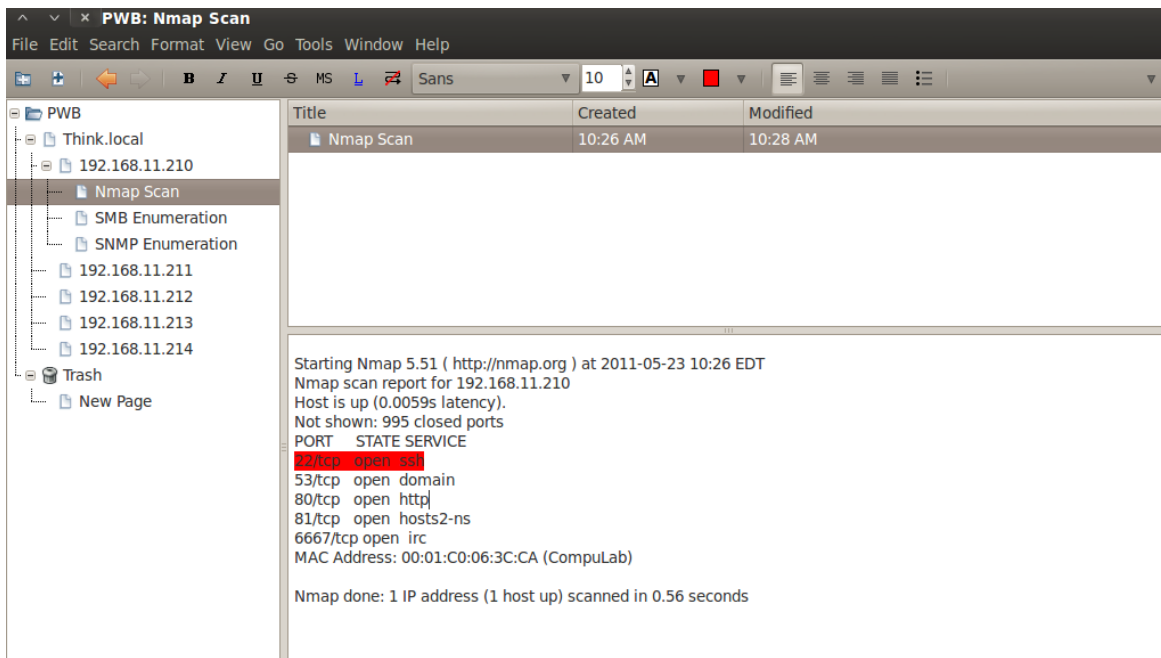 PWB: Nmap Scan
File Edit Search Format View Go Tools Window Help
B I U S MS L Sans 10 A
PWB
Think.local
192.168.11.210
Nmap Scan
SMB Enumeration
SNMP Enumeration
192.168.11.211
192.168.11.212
192.168.11.213
192.168.11.214
Trash
New Page
Title Created Modified
Nmap Scan 10:26 AM 10:28 AM
Starting Nmap 5.51 ( http://nmap.org ) at 2011-05-23 10:26 EDT
Nmap scan report for 192.168.11.210
Host is up (0.0059s latency).
Not shown: 995 closed ports
PORT STATE SERVICE
22/tcp open ssh
53/tcp open domain
80/tcp open http
81/tcp open hosts2-ns
6667/tcp open irc
MAC Address: 00:01:C0:06:3C:CA (CompuLab)
Nmap done: 1 IP address (1 host up) scanned in 0.56 seconds